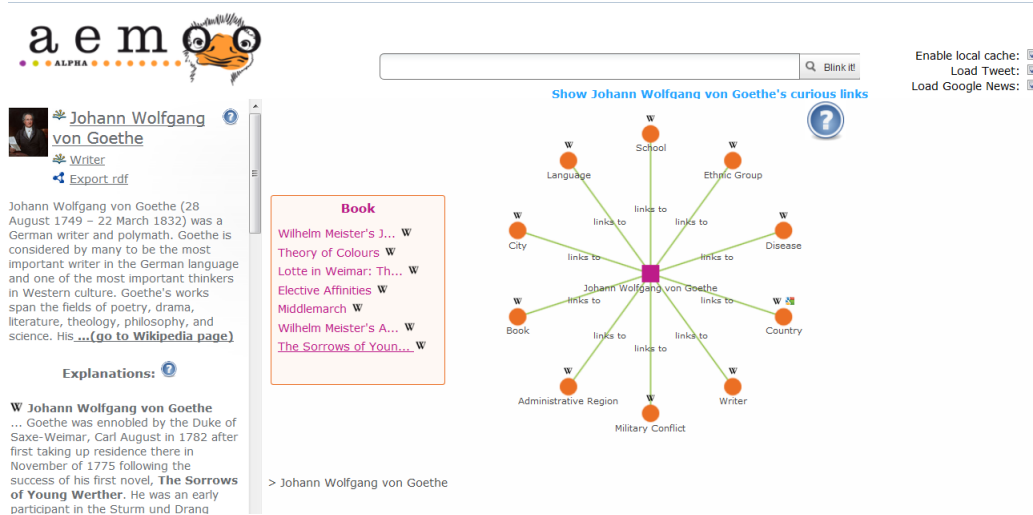 aemoo
ALPHA
Blink it!
Enable local cache:
Load Tweet:
Load Google News:
Show Johann Wolfgang von Goethe's curious links
Johann Wolfgang
von Goethe
Writer
Export rdf
Johann Wolfgang von Goethe (28
August 1749 – 22 March 1832) was a
German writer and polymath. Goethe is
considered by many to be the most
important writer in the German language
and one of the most important thinkers
in Western culture. Goethe's works
span the fields of poetry, drama,
literature, theology, philosophy, and
science. His ...(go to Wikipedia page)
Explanations: ?
W Johann Wolfgang von Goethe
... Goethe was ennobled by the Duke of
Saxe-Weimar, Carl August in 1782 after
first taking up residence there in
November of 1775 following the
success of his first novel, The Sorrows
of Young Werther. He was an early
participant in the Sturm und Drang
Book
Wilhelm Meister's J... W
Theory of Colours W
Lotte in Weimar: Th... W
Elective Affinities W
Middlemarch W
Wilhelm Meister's A... W
The Sorrows of Youn... W
?
?
W
School
W
Language
W
Ethnic Group
W
City
W
Disease
links to
links to
links to
links to
links to
Johann Wolfgang von Goethe
links to
links to
links to
links to
links to
W
Book
W
Country
W
Administrative Region
W
Writer
W
Military Conflict
> Johann Wolfgang von Goethe